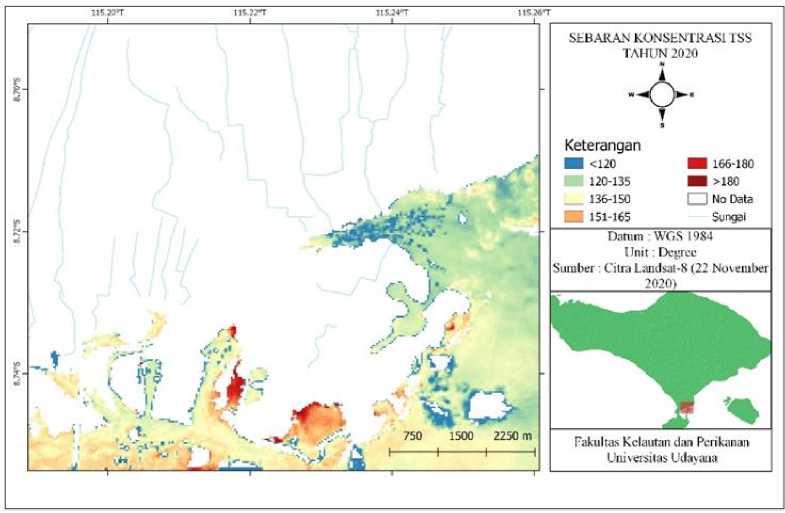 115.20°T 115.22°T 115.24°T 115.26°T
8.70°S
8.72°S
8.74°S
750 1500 2250 m
SEBARAN KONSENTRASI TSS
TAHUN 2020
N
W E
S
Keterangan
<120 166-180
120-135 >180
136-150 No Data
151-165 Sungai
Datum : WGS 1984
Unit : Degree
Sumber : Citra Landsat-8 (22 November
2020)
Fakultas Kelautan dan Perikanan
Universitas Udayana